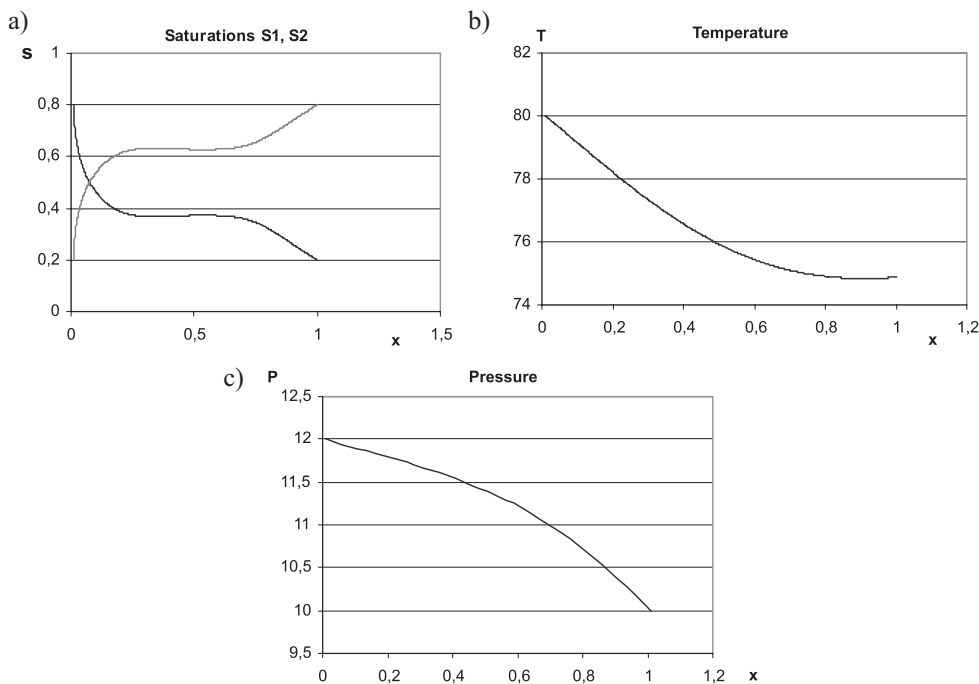 a)
Saturations S1, S2
S
1
0,8
0,6
0,4
0,2
0
0 0,5 1 1,5
x
b)
T Temperature
82
80
78
76
74
0 0,2 0,4 0,6 0,8 1 1,2
x
c)
P Pressure
12,5
12
11,5
11
10,5
10
9,5
0 0,2 0,4 0,6 0,8 1 1,2
x